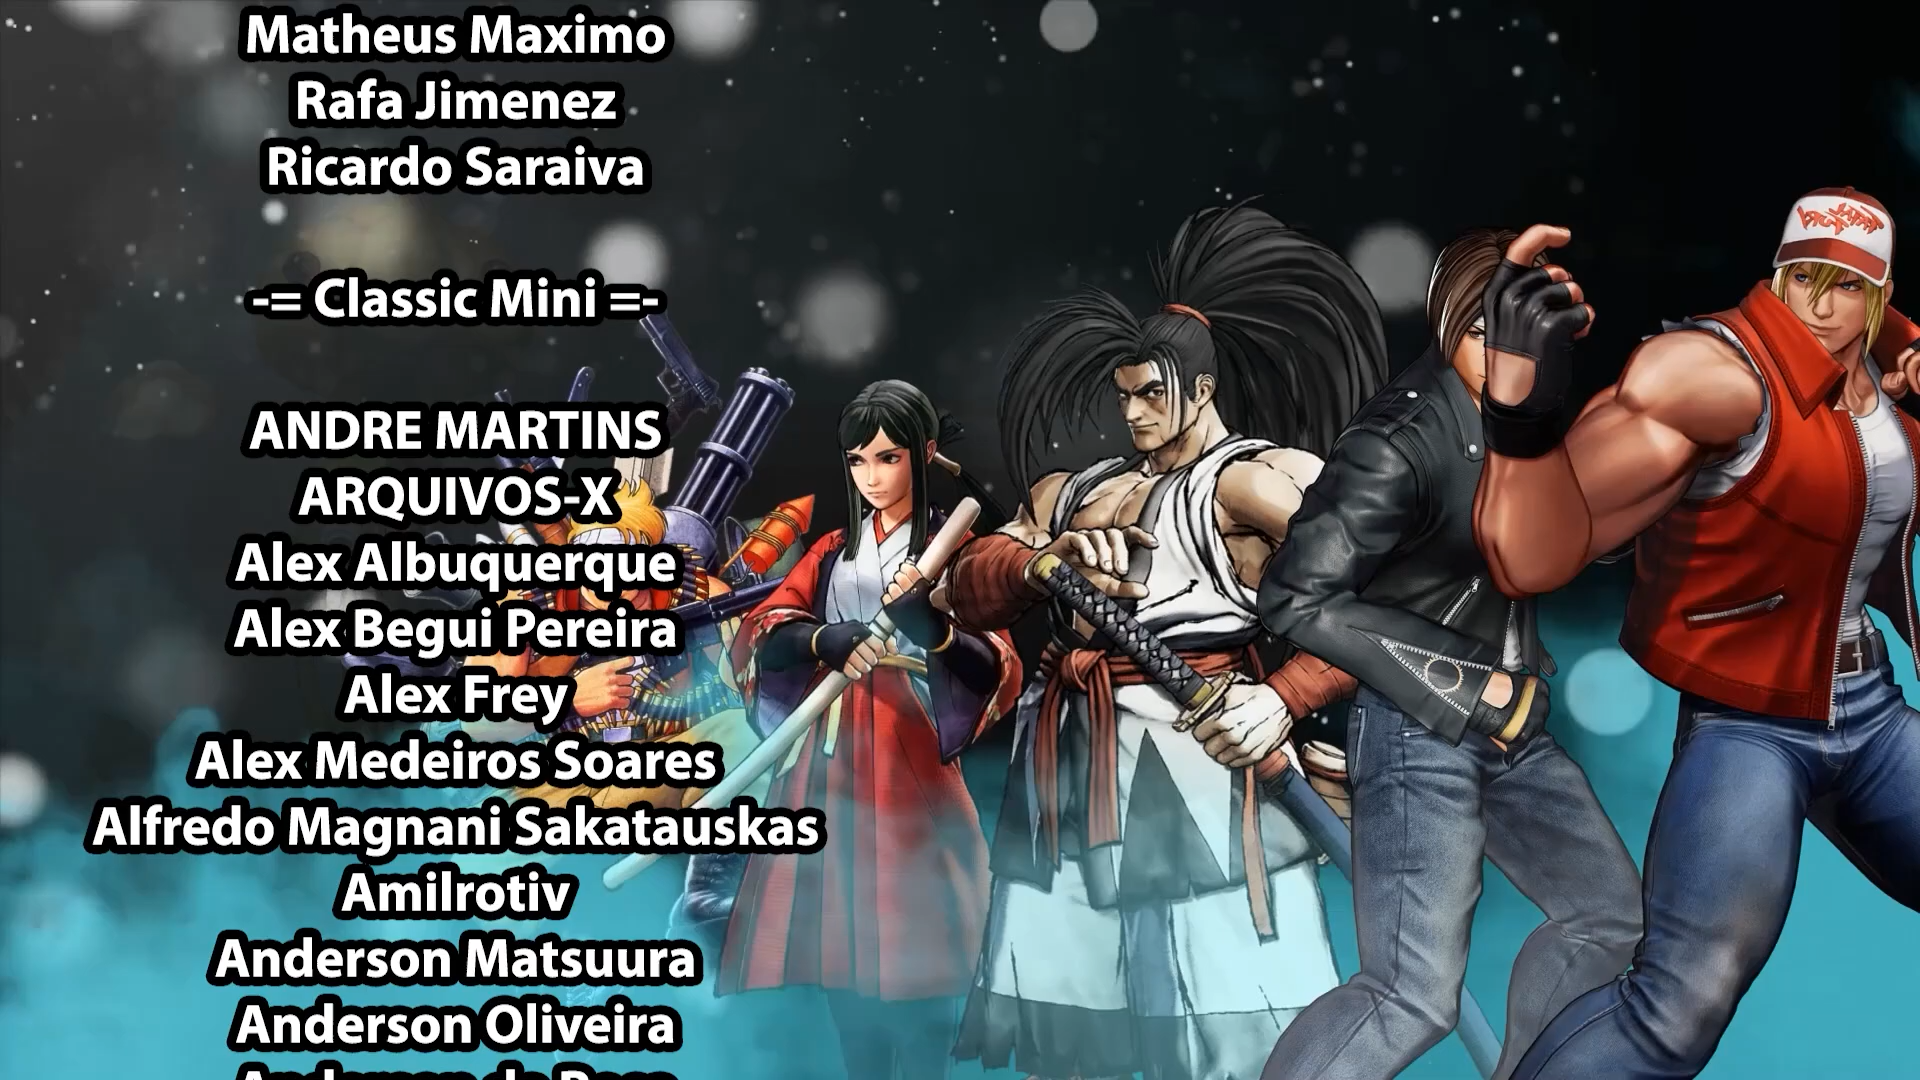 Matheus Maximo
Rafa Jimenez
Ricardo Saraiva
-= Classic Mini =-
ANDRE MARTINS
ARQUIVOS-X
Alex Albuquerque
Alex Begui Pereira
Alex Frey
Alex Medeiros Soares
Alfredo Magnani Sakatauskas
Amilrotiv
Anderson Matsuura
Anderson Oliveira